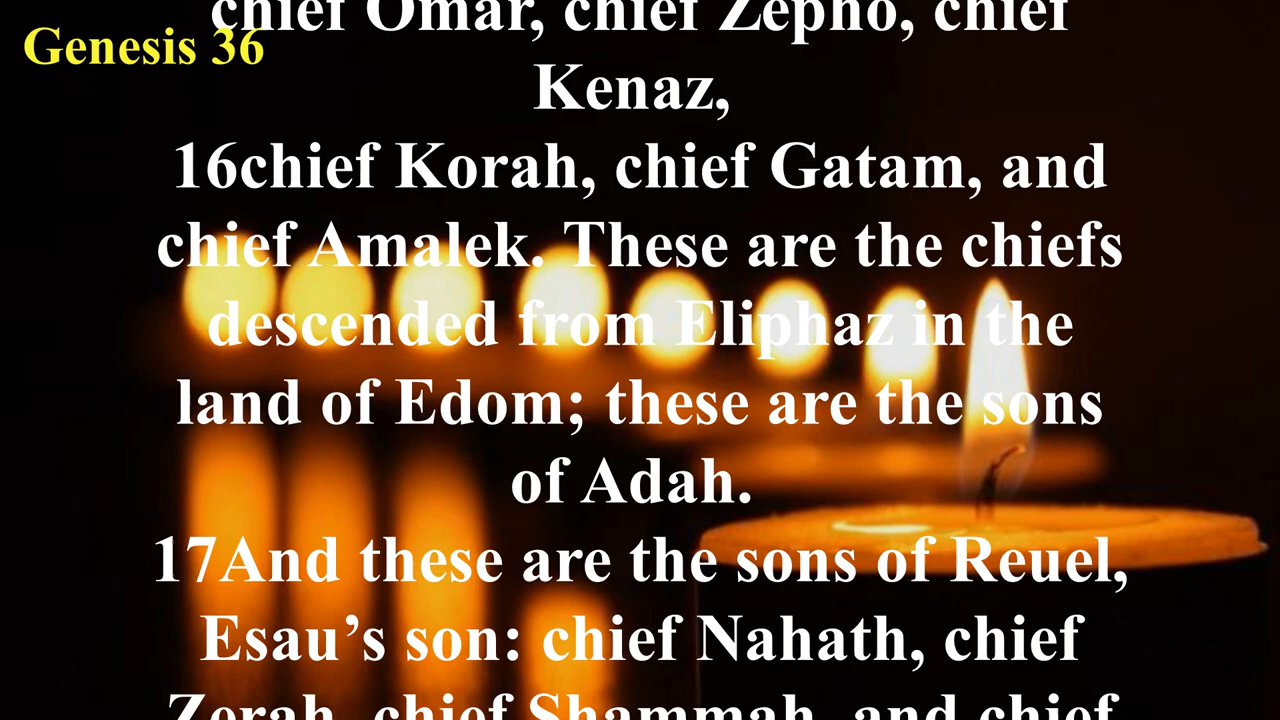 Genesis 36
chief Omar, chief Zepho, chief
Kenaz,
16chief Korah, chief Gatam, and
chief Amalek. These are the chiefs
descended from Eliphaz in the
land of Edom; these are the sons
of Adah.
17And these are the sons of Reuel,
Esau’s son: chief Nahath, chief
Zerah, chief Shammah, and chief